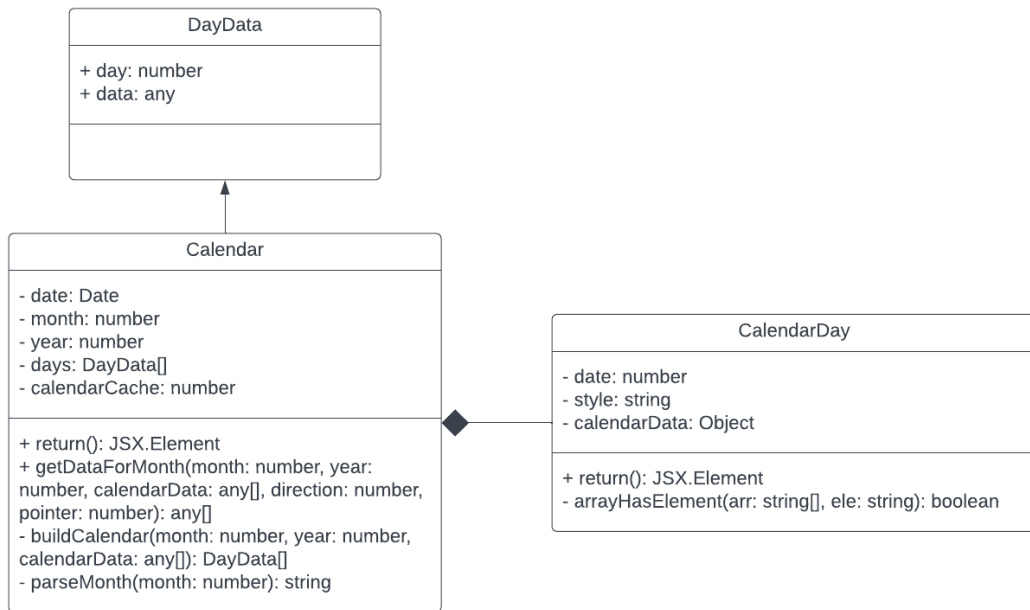 DayData
+ day: number
+ data: any
Calendar
- date: Date
- month: number
- year: number
- days: DayData[]
- calendarCache: number
+ return(): JSX.Element
+ getDataForMonth(month: number, year:
number, calendarData: any[], direction: number,
pointer: number): any[]
- buildCalendar(month: number, year: number,
calendarData: any[]): DayData[]
- parseMonth(month: number): string
CalendarDay
- date: number
- style: string
- calendarData: Object
+ return(): JSX.Element
- arrayHasElement(arr: string[], ele: string): boolean